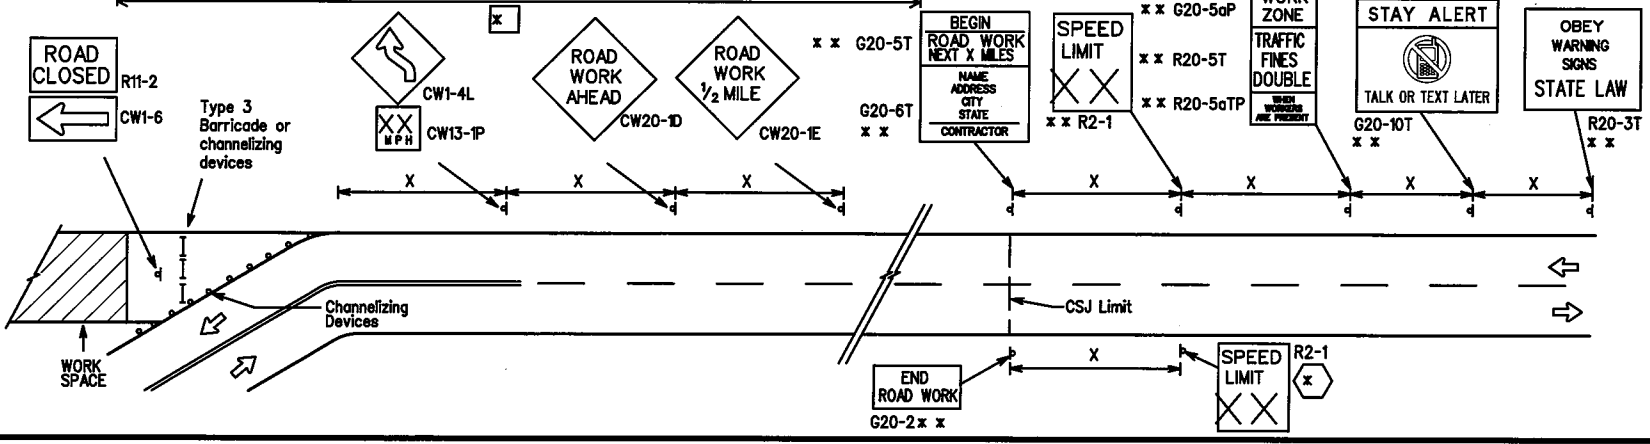 ROAD
CLOSED
R11-2
CW1-6
Type 3
Barricade or
channelizing
devices
CW1-4L
XX
MPH
CW13-1P
x
ROAD
WORK
AHEAD
CW20-1D
ROAD
WORK
1/2 MILE
CW20-1E
x x G20-5T
G20-6T
x x
BEGIN
ROAD WORK
NEXT X MILES
NAME
ADDRESS
CITY
STATE
CONTRACTOR
SPEED
LIMIT
X X
x x R2-1
x x G20-5aP
x x R20-5T
x x R20-5aTP
WORK
ZONE
TRAFFIC
FINES
DOUBLE
WHEN
WORKERS
ARE PRESENT
STAY ALERT
TALK OR TEXT LATER
G20-10T
x x
OBEY
WARNING
SIGNS
STATE LAW
R20-3T
x x
X
X
X
X
X
X
X
Channelizing
Devices
WORK
SPACE
CSJ Limit
END
ROAD WORK
G20-2 x x
X
SPEED
LIMIT
X X
R2-1
x